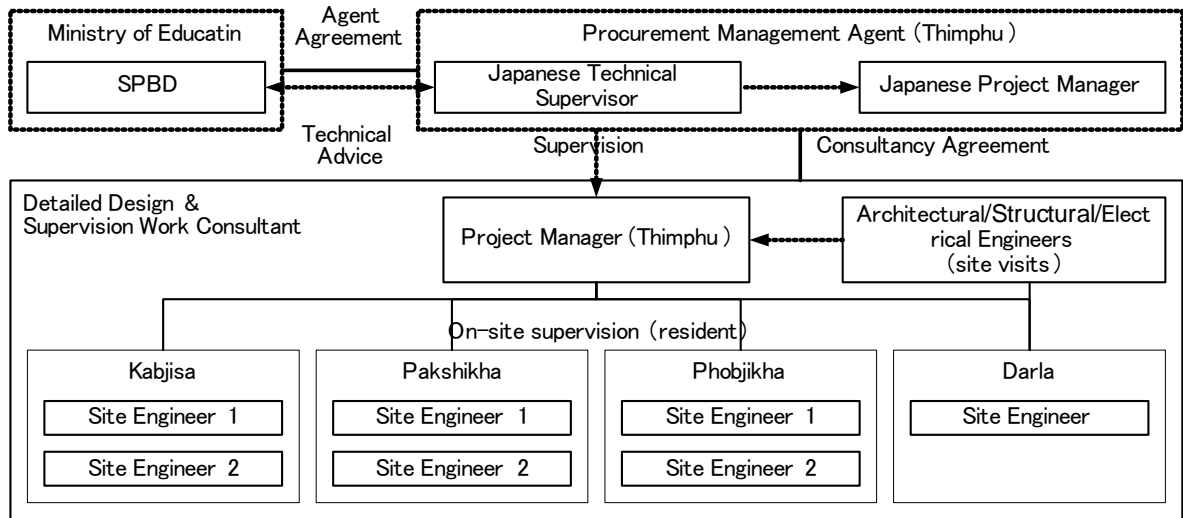 Ministry of Educatin
SPBD
Agent
Agreement
Procurement Management Agent (Thimphu)
Japanese Technical
Supervisor
Japanese Project Manager
Technical
Advice
Supervision
Consultancy Agreement
Detailed Design &
Supervision Work Consultant
Project Manager (Thimphu)
Architectural/Structural/Elect
rical Engineers
(site visits)
On-site supervision (resident)
Kabjisa
Site Engineer 1
Site Engineer 2
Pakshikha
Site Engineer 1
Site Engineer 2
Phobjikha
Site Engineer 1
Site Engineer 2
Darla
Site Engineer